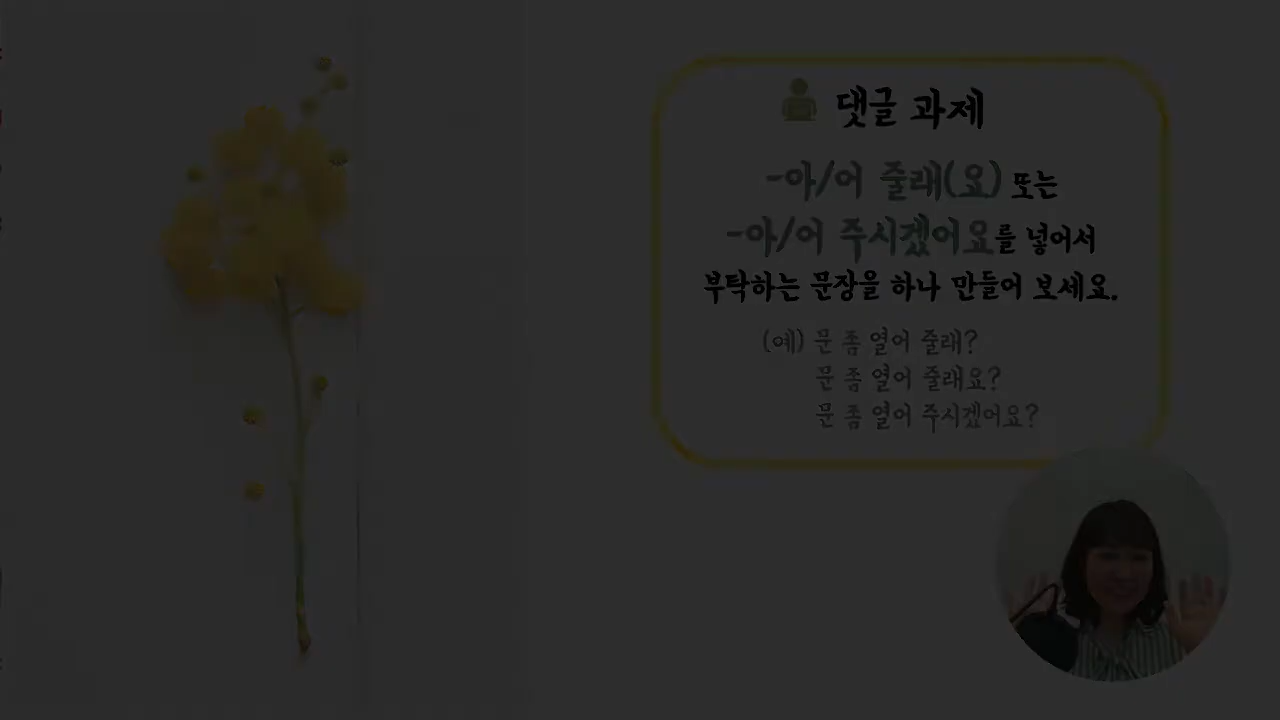 댓글 과제
-아/어 줄래(요) 또는
-아/어 주시겠어요를 넣어서
부탁하는 문장을 하나 만들어 보세요.
(예) 문 좀 열어 줄래?
문 좀 열어 줄래요?
문 좀 열어 주시겠어요?